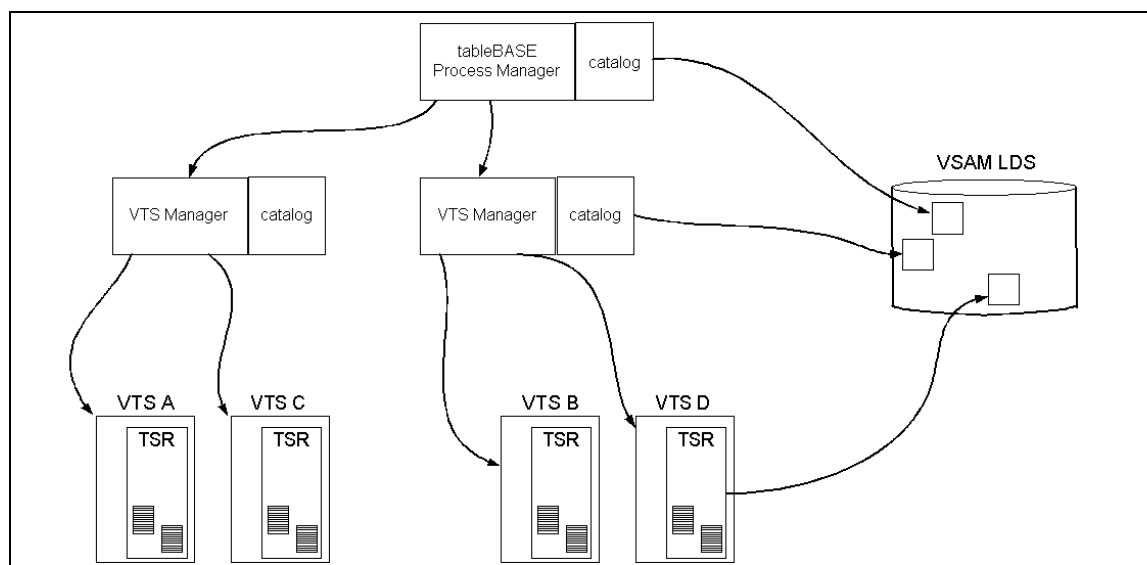 tableBASE
Process Manager
catalog
VSAM LDS
VTS Manager
catalog
VTS Manager
catalog
VTS A
VTS C
VTS B
VTS D
TSR
TSR
TSR
TSR